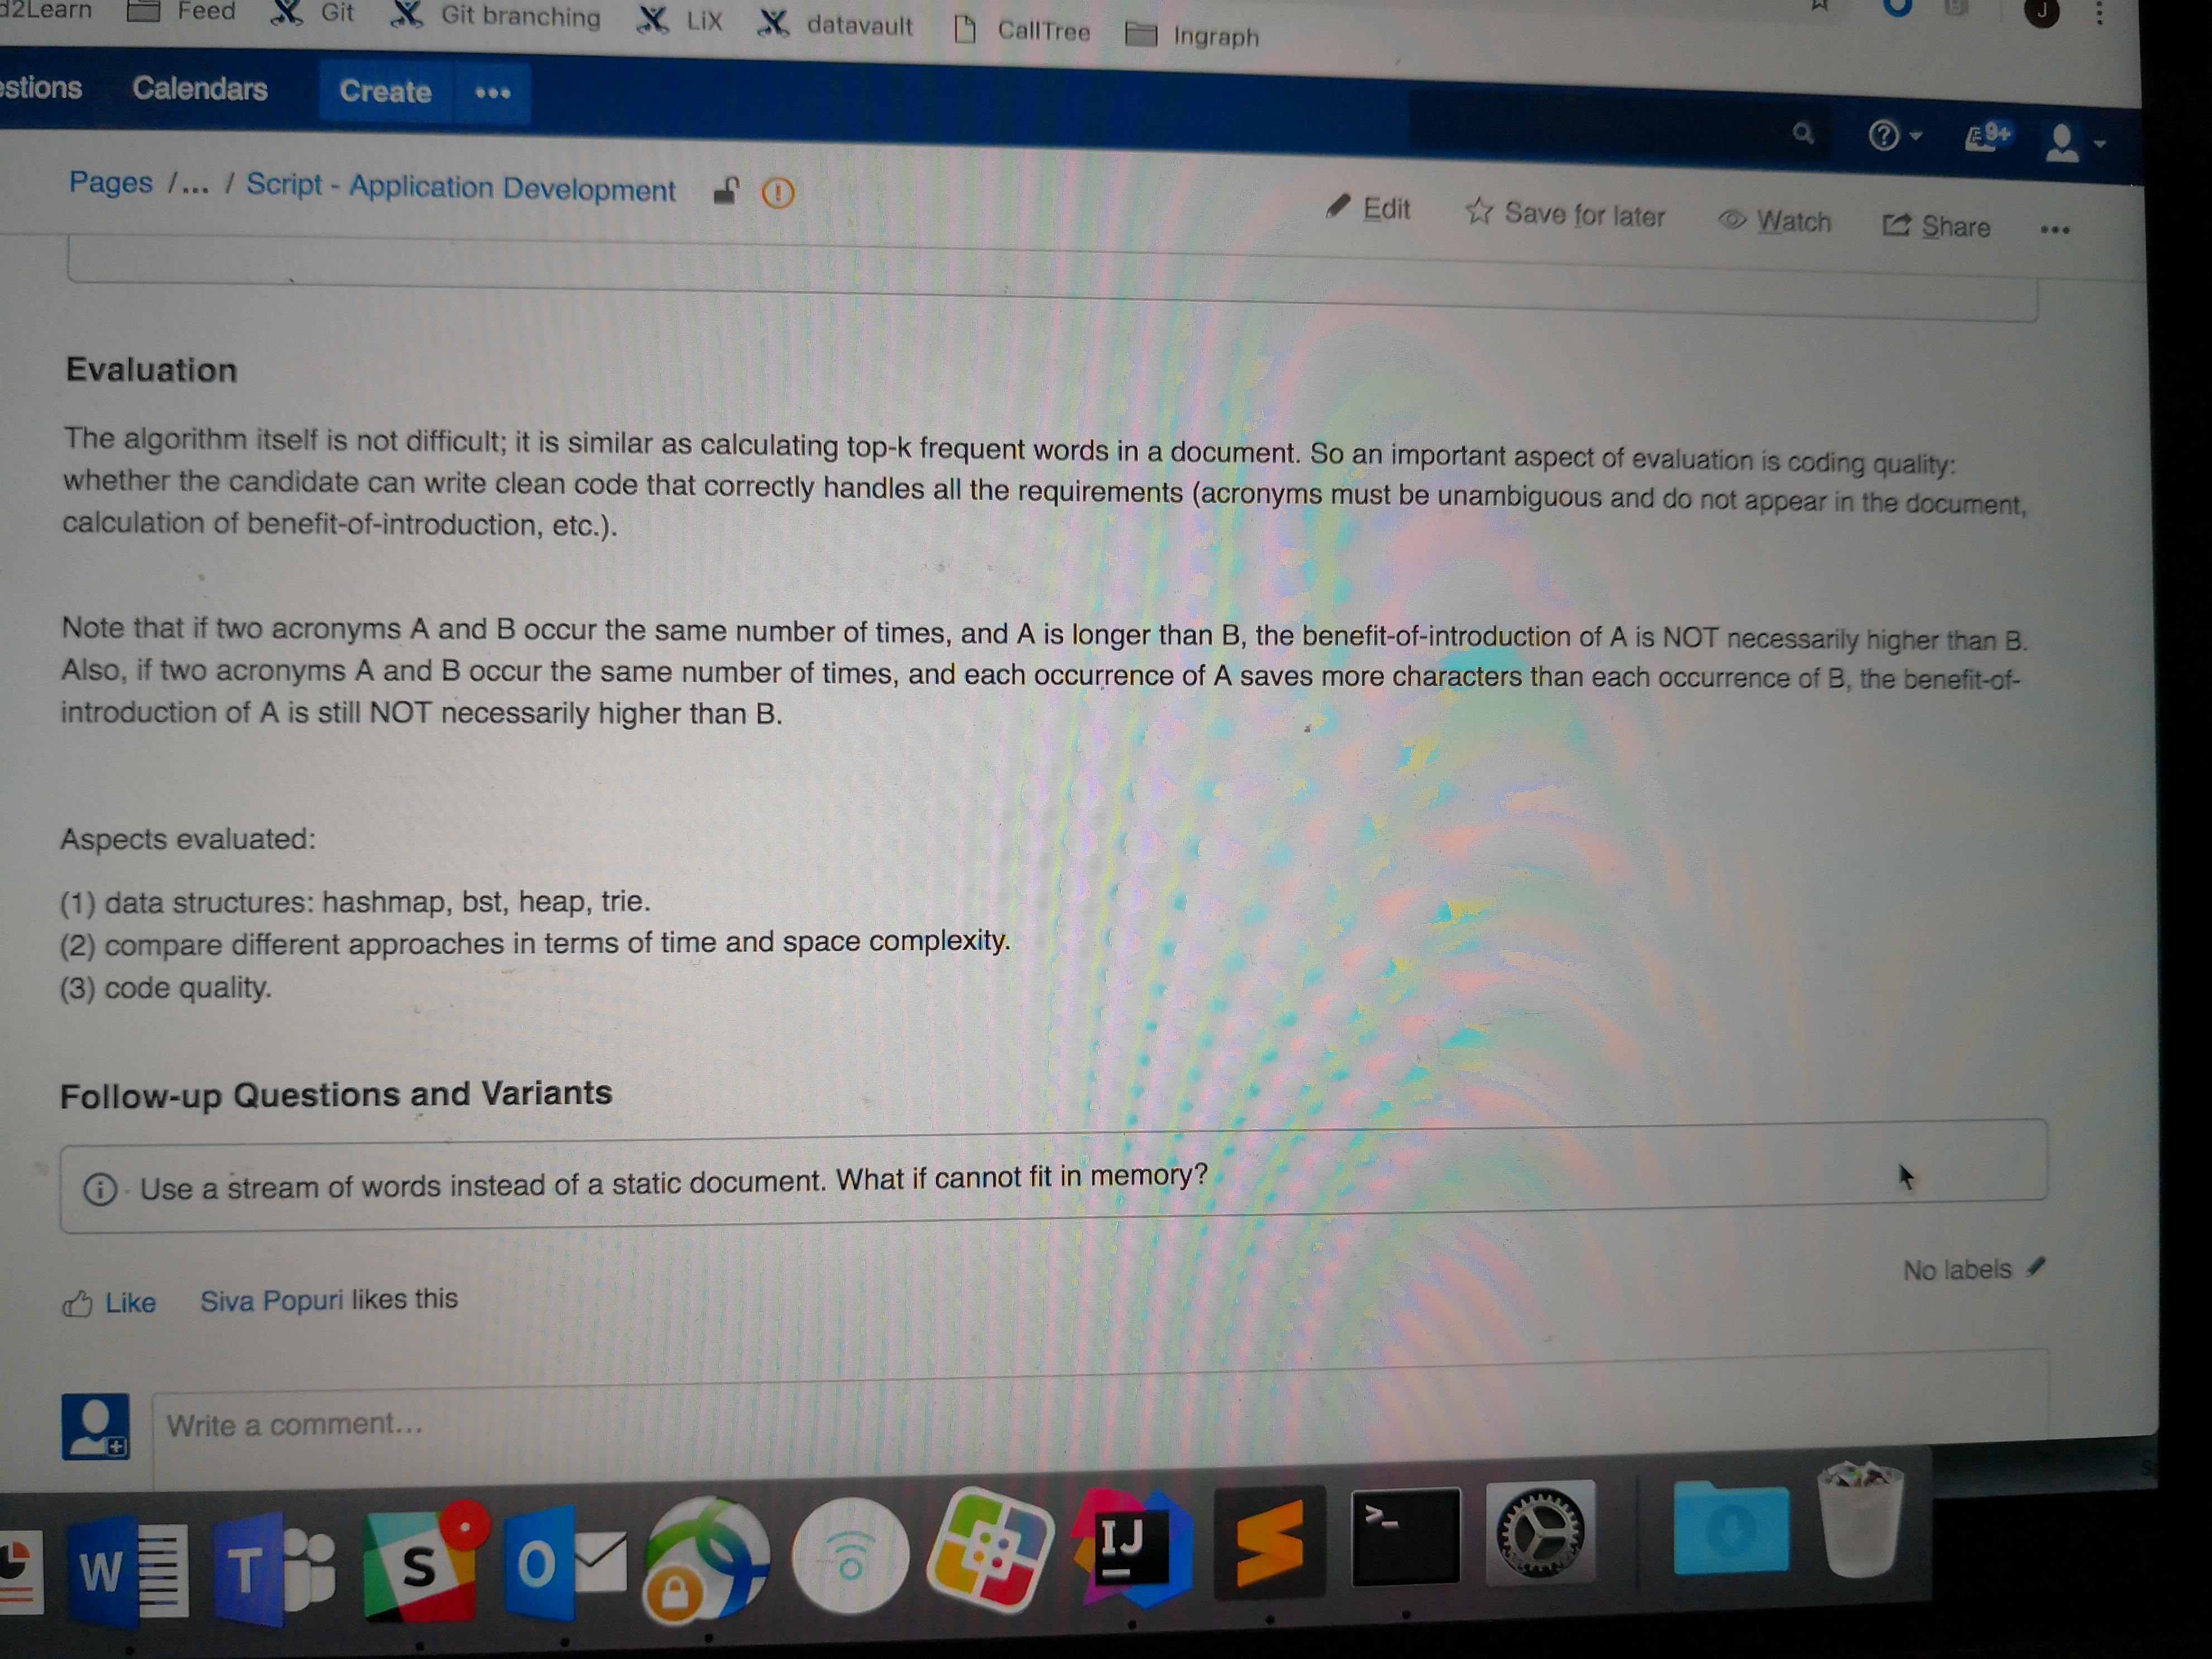 Feed Git Git branching LiX datavault CallTree Ingraph J
Calendars Create •••
9+
Pages /... / Script - Application Development
Edit Save for later Watch Share •••
Evaluation
The algorithm itself is not difficult; it is similar as calculating top-k frequent words in a document. So an important aspect of evaluation is coding quality:
whether the candidate can write clean code that correctly handles all the requirements (acronyms must be unambiguous and do not appear in the document,
calculation of benefit-of-introduction, etc.).
Note that if two acronyms A and B occur the same number of times, and A is longer than B, the benefit-of-introduction of A is NOT necessarily higher than B.
Also, if two acronyms A and B occur the same number of times, and each occurrence of A saves more characters than each occurrence of B, the benefit-of-
introduction of A is still NOT necessarily higher than B.
Aspects evaluated:
(1) data structures: hashmap, bst, heap, trie.
(2) compare different approaches in terms of time and space complexity.
(3) code quality.
Follow-up Questions and Variants
Use a stream of words instead of a static document. What if cannot fit in memory?
No labels
Like Siva Popuri likes this
Write a comment...
W T S O IJ >_